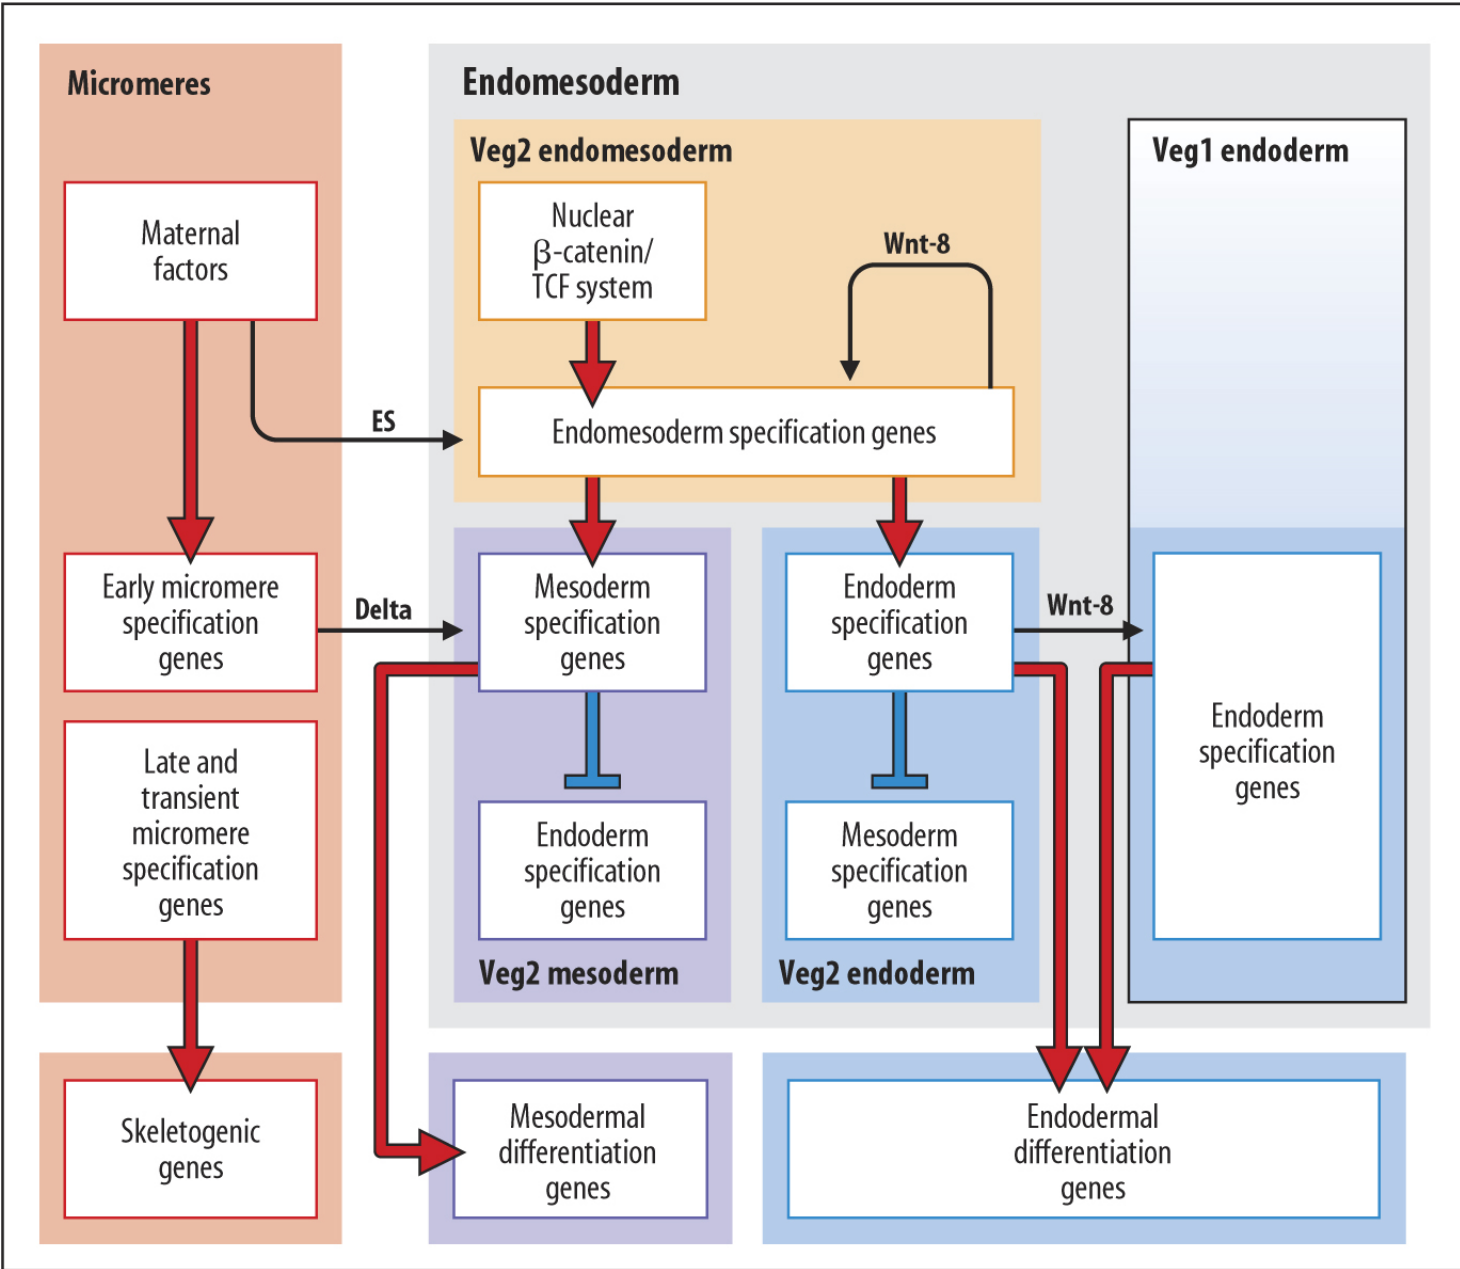 Micromeres
Maternal
factors
Early micromere
specification
genes
Late and
transient
micromere
specification
genes
Skeletogenic
genes
ES
Delta
Endomesoderm
Veg2 endomesoderm
Nuclear
β-catenin/
TCF system
Wnt-8
Endomesoderm specification genes
Mesoderm
specification
genes
Endoderm
specification
genes
Veg2 mesoderm
Endoderm
specification
genes
Mesoderm
specification
genes
Veg2 endoderm
Wnt-8
Veg1 endoderm
Endoderm
specification
genes
Mesodermal
differentiation
genes
Endodermal
differentiation
genes